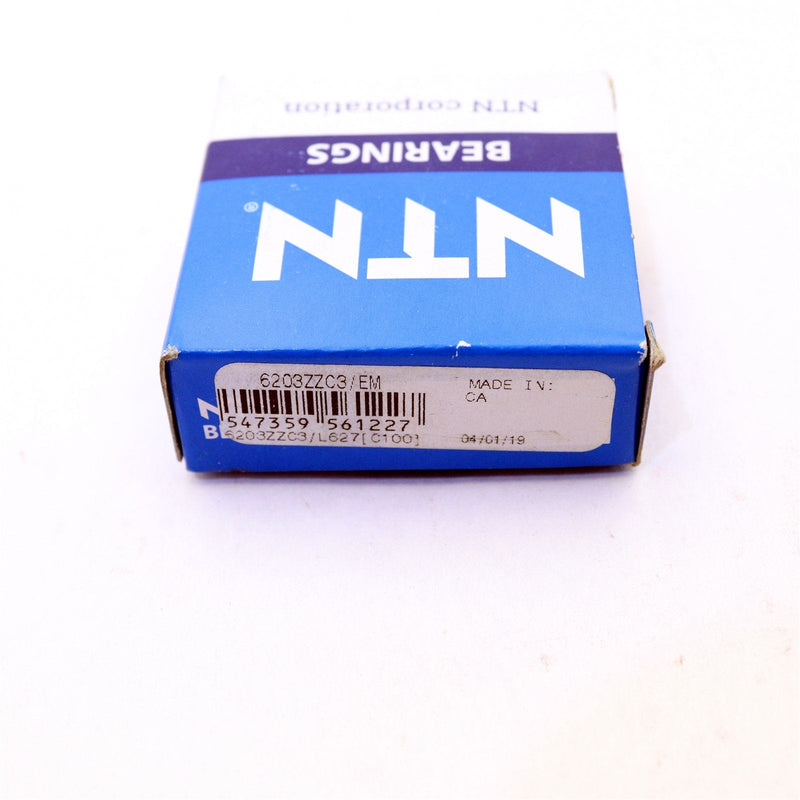 NTN corporation
BEARINGS
NTN®
6203ZZC3/EM
MADE IN:
CA
547359 561227
6203ZZC3/L627[C100]
04/01/19